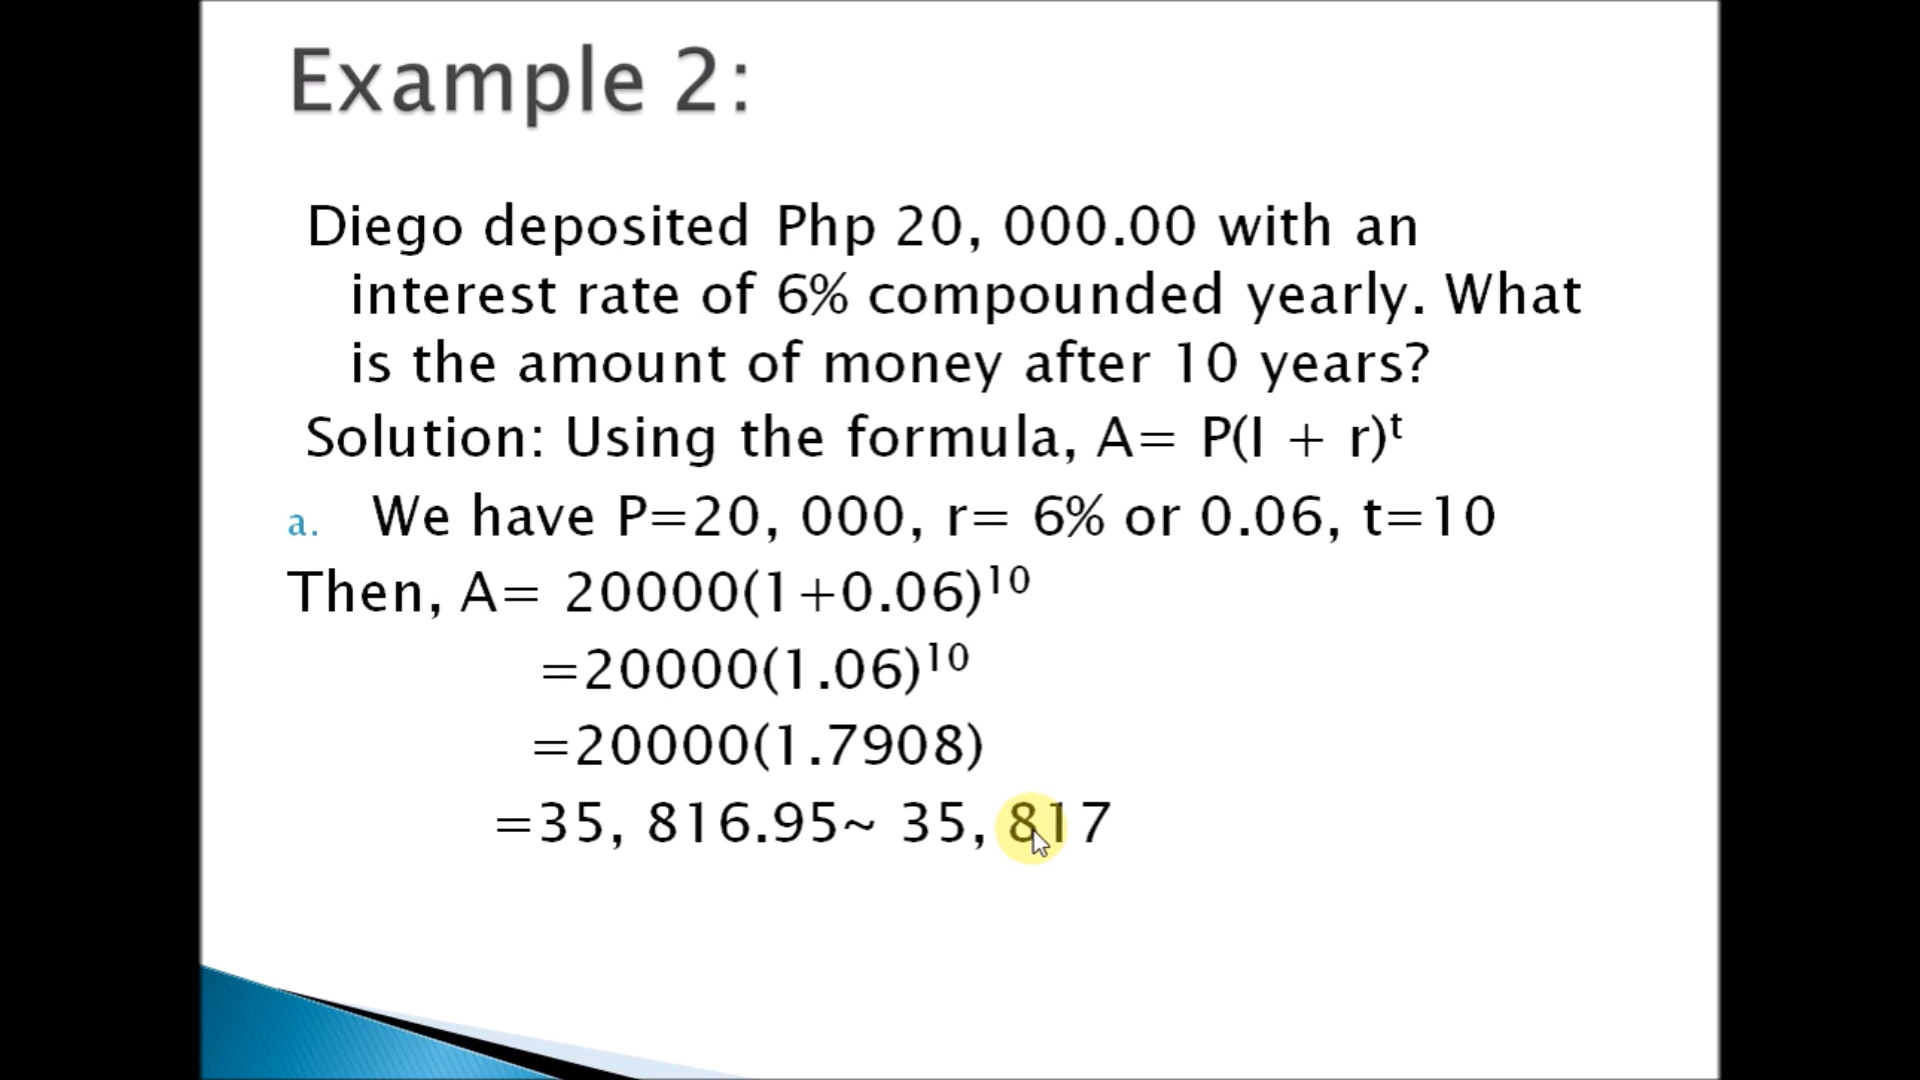 Example 2:
Diego deposited Php 20, 000.00 with an
interest rate of 6% compounded yearly. What
is the amount of money after 10 years?
Solution: Using the formula, A= P(I + r)ᵗ
a. We have P=20, 000, r= 6% or 0.06, t=10
Then, A= 20000(1+0.06)¹⁰
=20000(1.06)¹⁰
=20000(1.7908)
=35, 816.95~ 35, 817